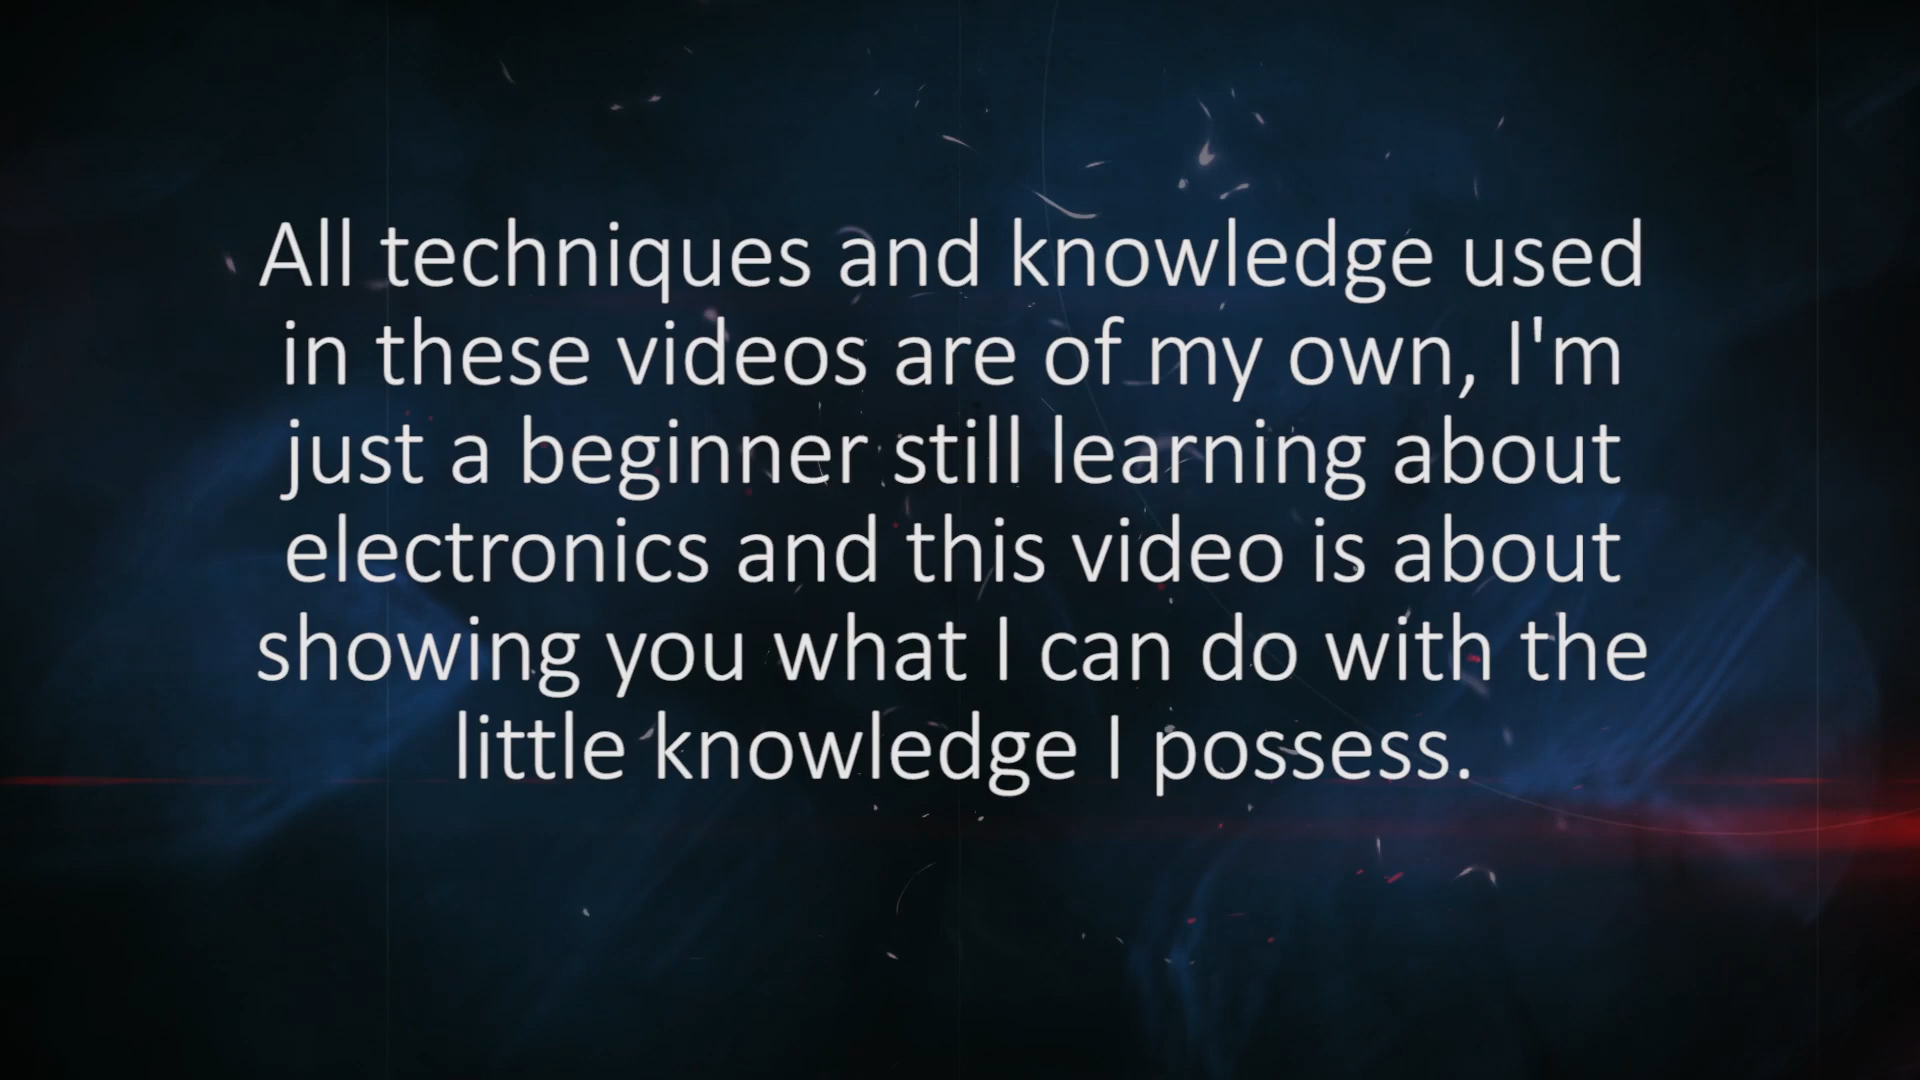 All techniques and knowledge used
in these videos are of my own, I'm
just a beginner still learning about
electronics and this video is about
showing you what I can do with the
little knowledge I possess.